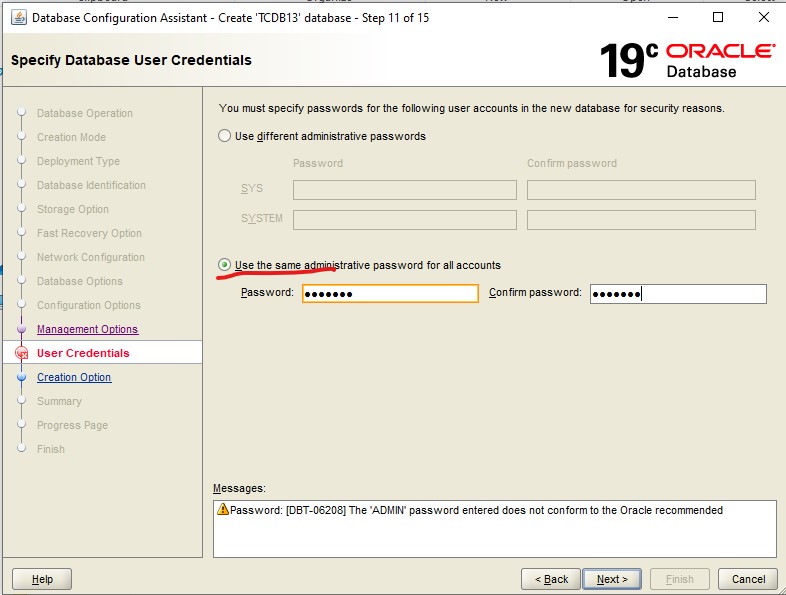 Database Configuration Assistant - Create 'TCDB13' database - Step 11 of 15
Specify Database User Credentials
19c ORACLE
Database
Database Operation
Creation Mode
Deployment Type
Database Identification
Storage Option
Fast Recovery Option
Network Configuration
Database Options
Configuration Options
Management Options
User Credentials
Creation Option
Summary
Progress Page
Finish
You must specify passwords for the following user accounts in the new database for security reasons.
Use different administrative passwords
Password Confirm password
SYS
SYSTEM
Use the same administrative password for all accounts
Password: ●●●●●●● Confirm password: ●●●●●●●
Messages:
Password: [DBT-06208] The 'ADMIN' password entered does not conform to the Oracle recommended
Help < Back Next > Finish Cancel